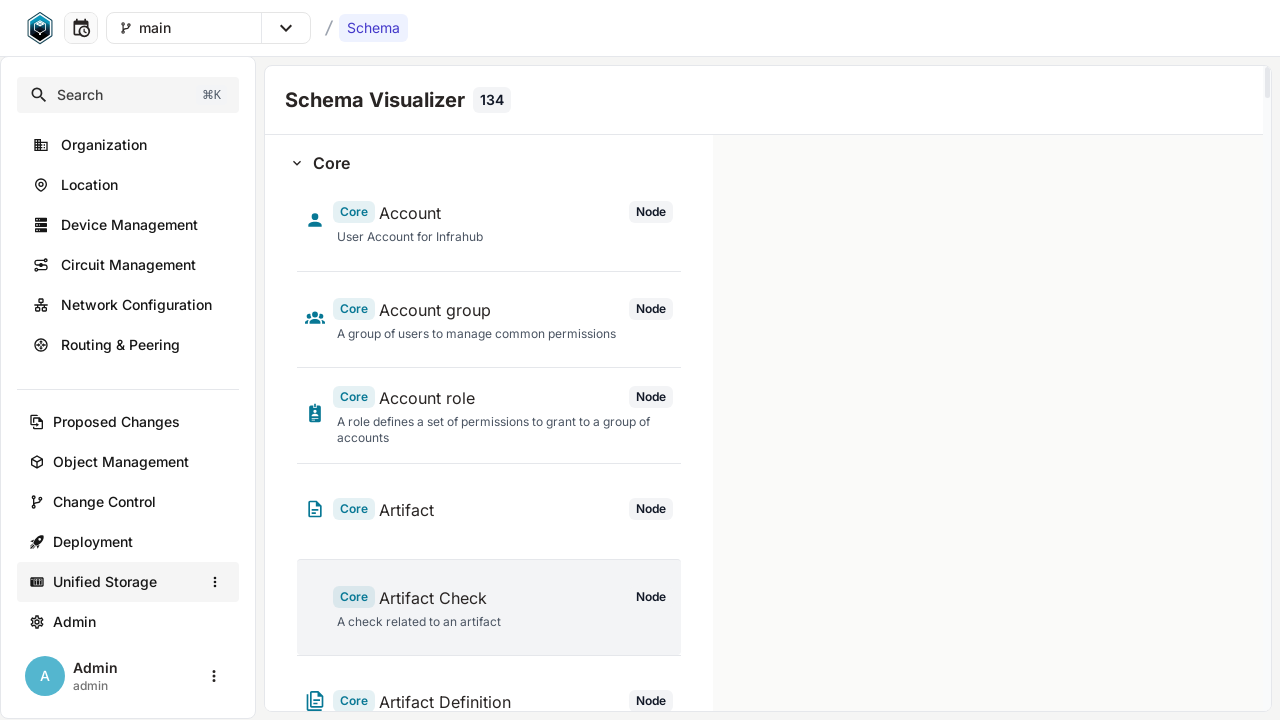 main
/
Schema
Search
⌘K
Organization
Location
Device Management
Circuit Management
Network Configuration
Routing & Peering
Proposed Changes
Object Management
Change Control
Deployment
Unified Storage
Admin
A
Admin
admin
Schema Visualizer 134
Core
Core Account Node
User Account for Infrahub
Core Account group Node
A group of users to manage common permissions
Core Account role Node
A role defines a set of permissions to grant to a group of
accounts
Core Artifact Node
Core Artifact Check Node
A check related to an artifact
Core Artifact Definition Node